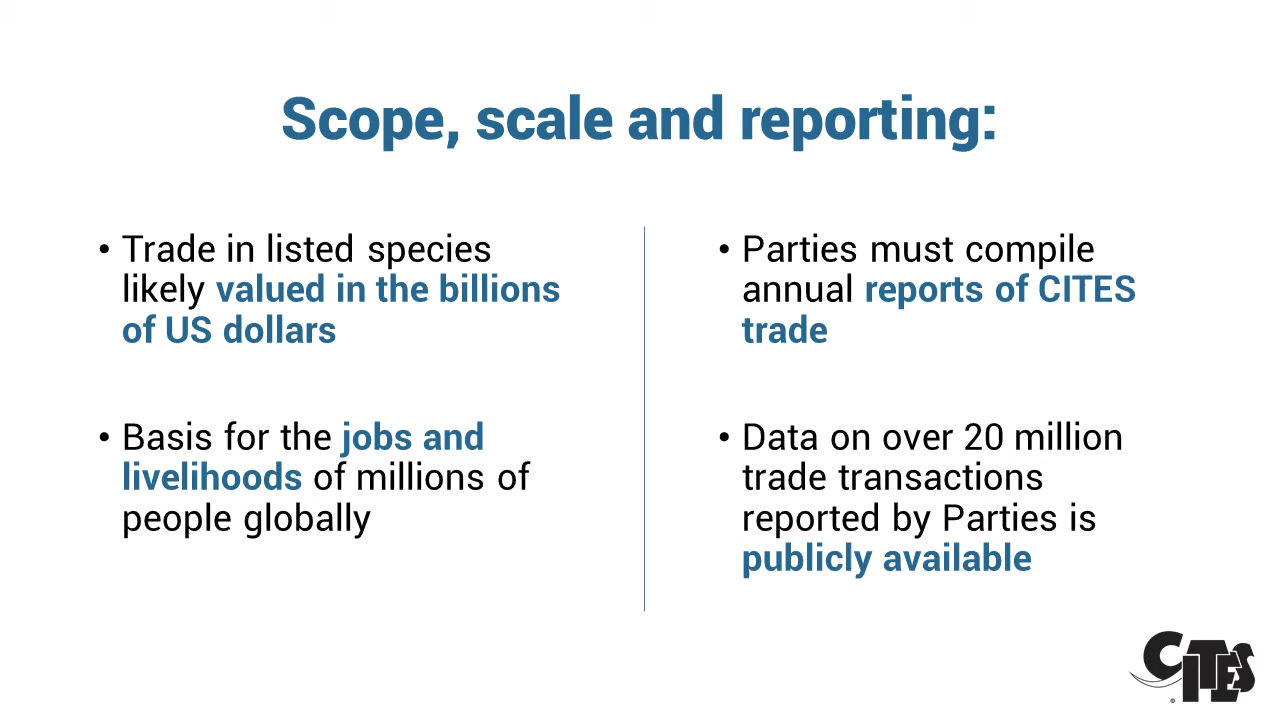 Scope, scale and reporting:
• Trade in listed species
likely valued in the billions
of US dollars
• Basis for the jobs and
livelihoods of millions of
people globally
• Parties must compile
annual reports of CITES
trade
• Data on over 20 million
trade transactions
reported by Parties is
publicly available
CITES
©